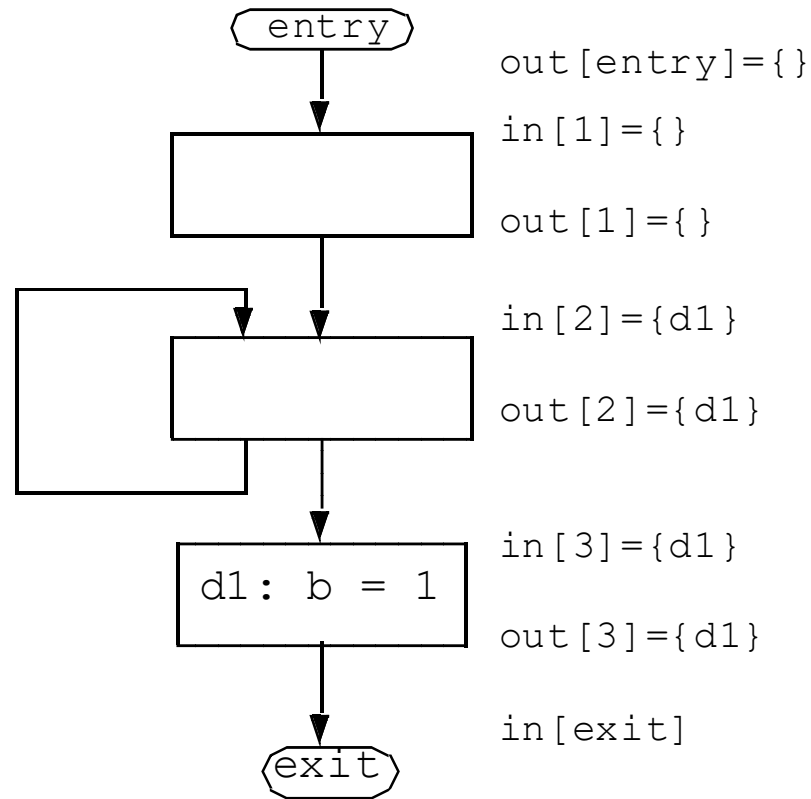 entry
out[entry]={}
in[1]={}
out[1]={}
in[2]={d1}
out[2]={d1}
in[3]={d1}
d1: b = 1
out[3]={d1}
in[exit]
exit